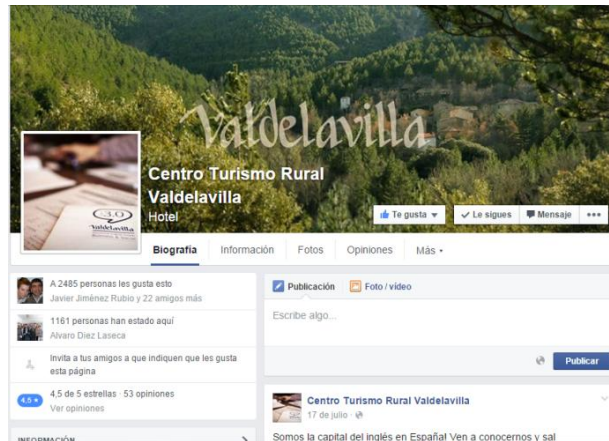 Valdelavilla
Centro Turismo Rural
Valdelavilla
Hotel
3.0
Valdelavilla
Te gusta
Le sigues
Mensaje
Biografía
Información
Fotos
Opiniones
Más
A 2485 personas les gusta esto
Javier Jiménez Rubio y 22 amigos más
1161 personas han estado aquí
Alvaro Diez Laseca
Invita a tus amigos a que indiquen que les gusta
esta página
4,5 ★
4,5 de 5 estrellas · 53 opiniones
Ver opiniones
INFORMACIÓN
Publicación
Foto / vídeo
Escribe algo...
Publicar
Centro Turismo Rural Valdelavilla
17 de julio ·
Somos la capital del inglés en España! Ven a conocernos y sal